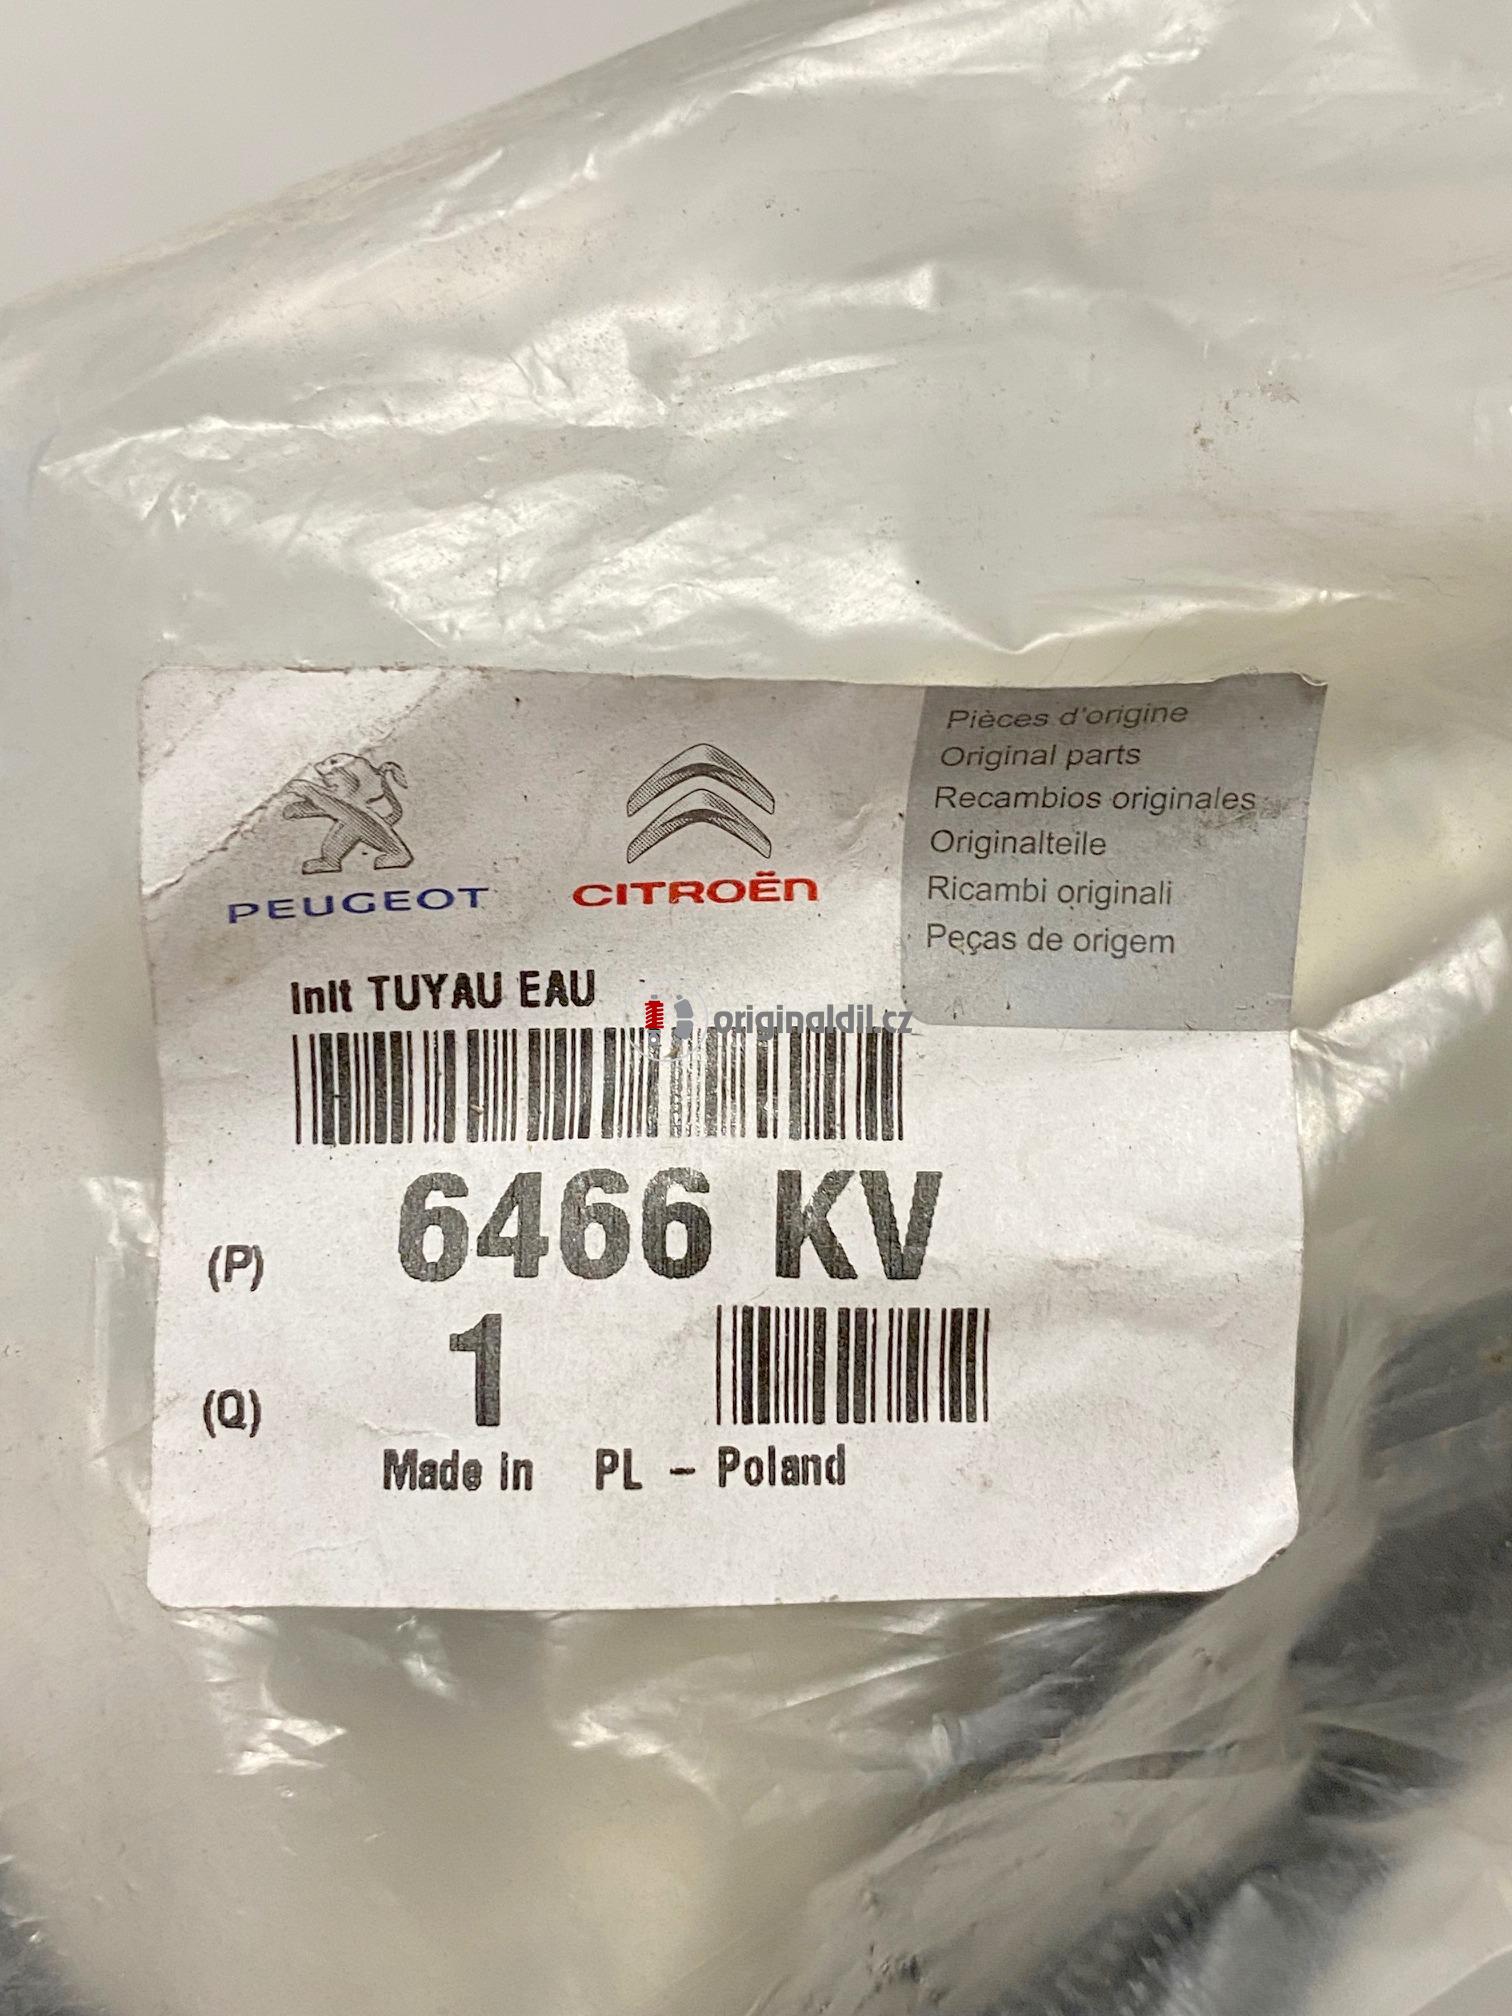 PEUGEOT
CITROËN
Pièces d'origine
Original parts
Recambios originales
Originalteile
Ricambi originali
Peças de origem
Init TUYAU EAU
originaldil.cz
(P) 6466 KV
(Q) 1
Made in PL - Poland